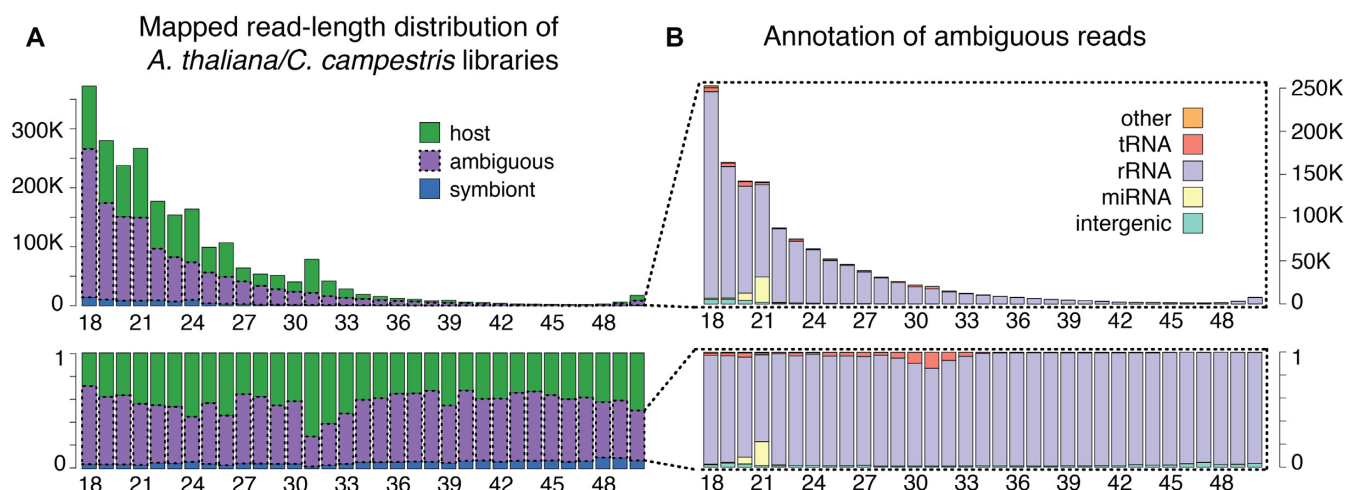 A
Mapped read-length distribution of
A. thaliana/C. campestris libraries
300K
200K
100K
0
host
ambiguous
symbiont
18 21 24 27 30 33 36 39 42 45 48
1
0
18 21 24 27 30 33 36 39 42 45 48
B
Annotation of ambiguous reads
250K
200K
150K
100K
50K
0
other
tRNA
rRNA
miRNA
intergenic
18 21 24 27 30 33 36 39 42 45 48
1
0
18 21 24 27 30 33 36 39 42 45 48